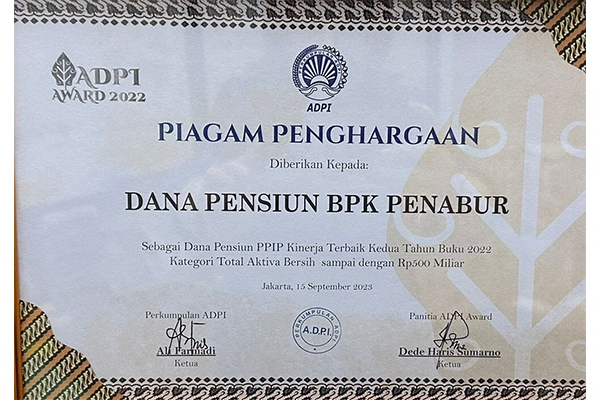 ADPI
AWARD 2022
ADPI
PIAGAM PENGHARGAAN
Diberikan Kepada:
DANA PENSIUN BPK PENABUR
Sebagai Dana Pensiun PPIP Kinerja Terbaik Kedua Tahun Buku 2022
Kategori Total Aktiva Bersih sampai dengan Rp500 Miliar
Jakarta, 15 September 2023
Perkumpulan ADPI
Panitia ADPI Award
PERKUMPULAN ADPI
A.D.P.I.
Ali Farmadi
Dede Haris Sumarno
Ketua
Ketua